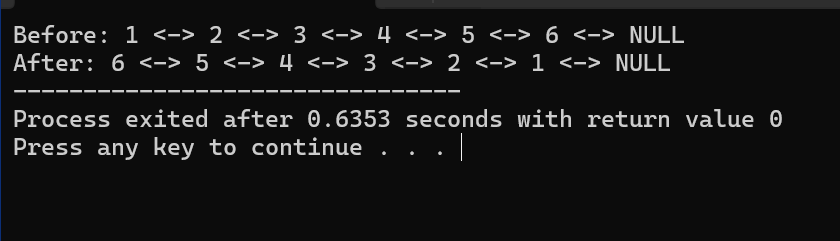 Before: 1 <-> 2 <-> 3 <-> 4 <-> 5 <-> 6 <-> NULL
After: 6 <-> 5 <-> 4 <-> 3 <-> 2 <-> 1 <-> NULL
--------------------------------
Process exited after 0.6353 seconds with return value 0
Press any key to continue . . .